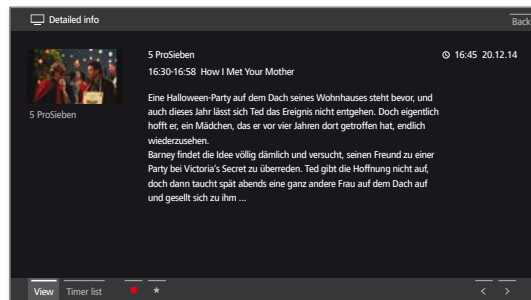 Detailed info
Back
5 ProSieben
5 ProSieben
16:45 20.12.14
16:30-16:58 How I Met Your Mother
Eine Halloween-Party auf dem Dach seines Wohnhauses steht bevor, und
auch dieses Jahr lässt sich Ted das Ereignis nicht entgehen. Doch eigentlich
hofft er, ein Mädchen, das er vor vier Jahren dort getroffen hat, endlich
wiederzusehen.
Barney findet die Idee völlig dämlich und versucht, seinen Freund zu einer
Party bei Victoria's Secret zu überreden. Ted gibt die Hoffnung nicht auf,
doch dann taucht spät abends eine ganz andere Frau auf dem Dach auf
und gesellt sich zu ihm ...
View
Timer list